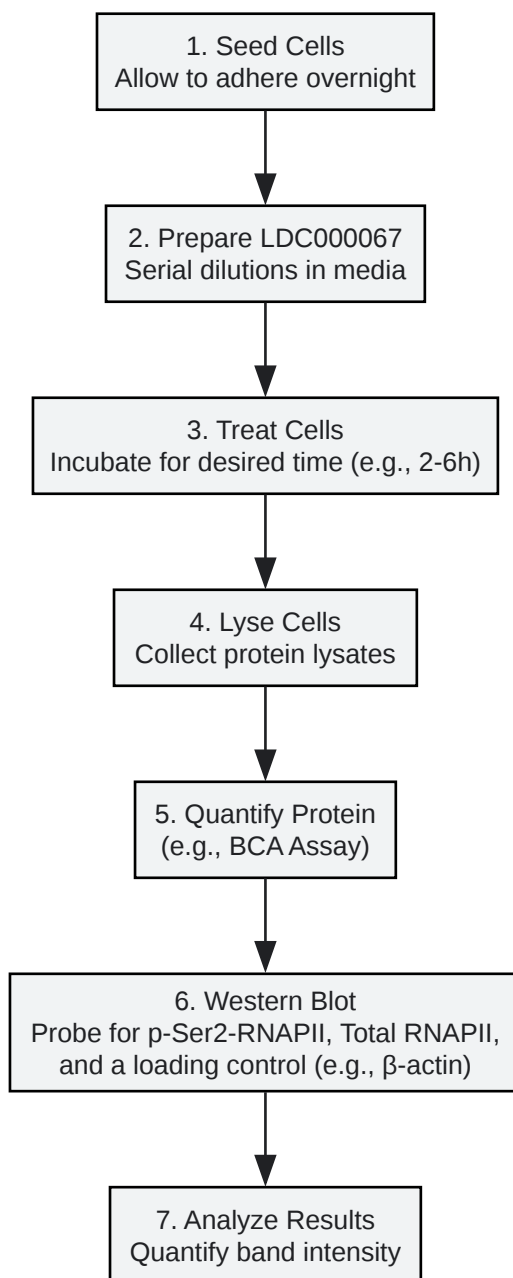 1. Seed Cells
Allow to adhere overnight
2. Prepare LDC000067
Serial dilutions in media
3. Treat Cells
Incubate for desired time (e.g., 2-6h)
4. Lyse Cells
Collect protein lysates
5. Quantify Protein
(e.g., BCA Assay)
6. Western Blot
Probe for p-Ser2-RNAPII, Total RNAPII,
and a loading control (e.g., β-actin)
7. Analyze Results
Quantify band intensity